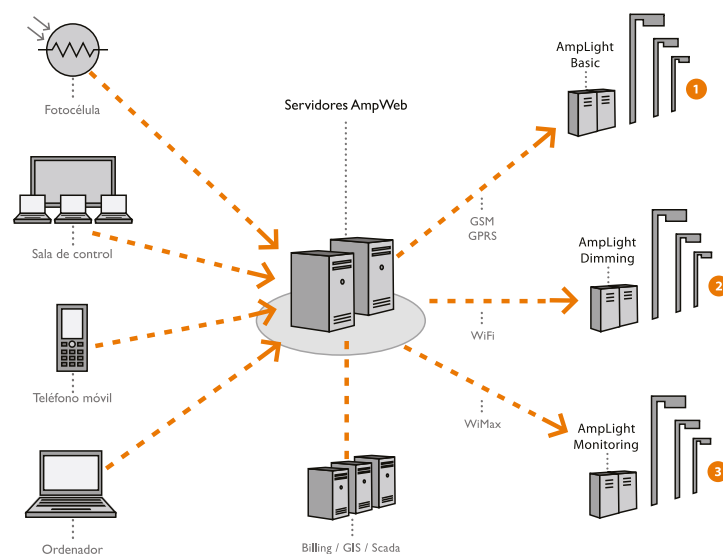 Fotocélula
Sala de control
Teléfono móvil
Ordenador
Servidores AmpWeb
Billing / GIS / Scada
GSM
GPRS
WiFi
WiMax
AmpLight
Basic
1
AmpLight
Dimming
2
AmpLight
Monitoring
3